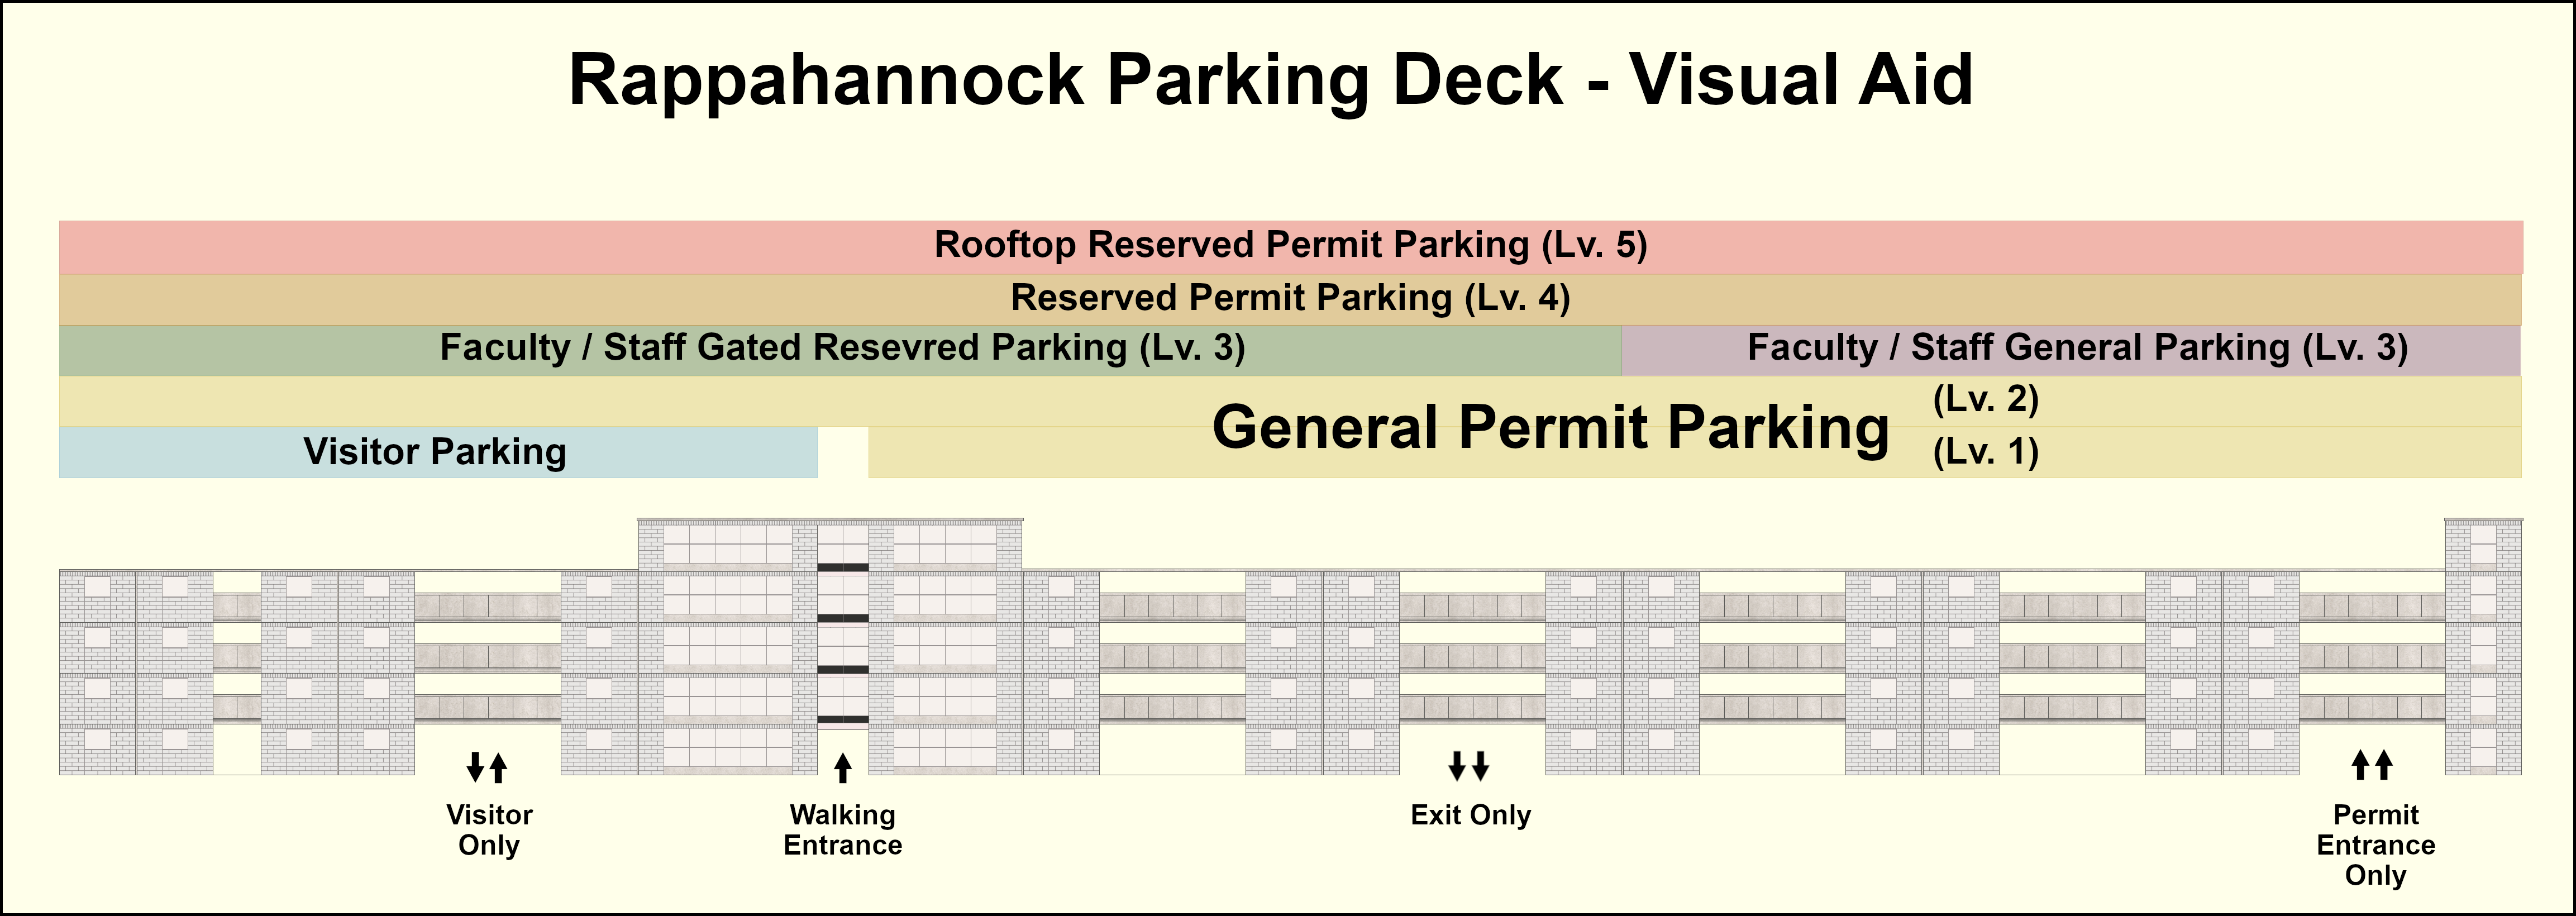 Rappahannock Parking Deck - Visual Aid
Rooftop Reserved Permit Parking (Lv. 5)
Reserved Permit Parking (Lv. 4)
Faculty / Staff Gated Resevred Parking (Lv. 3)
Faculty / Staff General Parking (Lv. 3)
(Lv. 2)
General Permit Parking
Visitor Parking
(Lv. 1)
Visitor
Only
Walking
Entrance
Exit Only
Permit
Entrance
Only